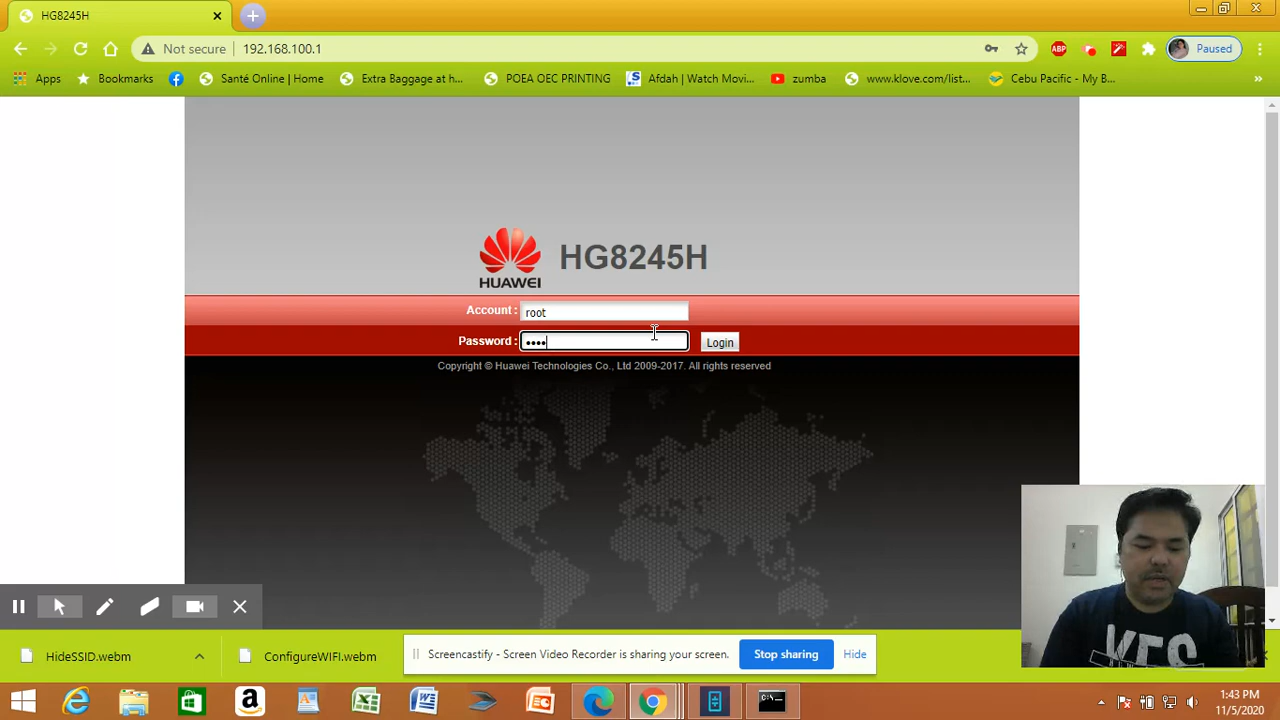 HG8245H
Not secure
192.168.100.1
Paused
Apps
Bookmarks
Santé Online | Home
Extra Baggage at h...
POEA OEC PRINTING
Afdah | Watch Movi...
zumba
www.klove.com/list...
Cebu Pacific - My B...
»
ABP
HUAWEI
HG8245H
Account :
root
Password :
••••
Login
Copyright © Huawei Technologies Co., Ltd 2009-2017. All rights reserved
HideSSID.webm
ConfigureWIFI.webm
Screencastify - Screen Video Recorder is sharing your screen.
Stop sharing
Hide
1:43 PM
11/5/2020